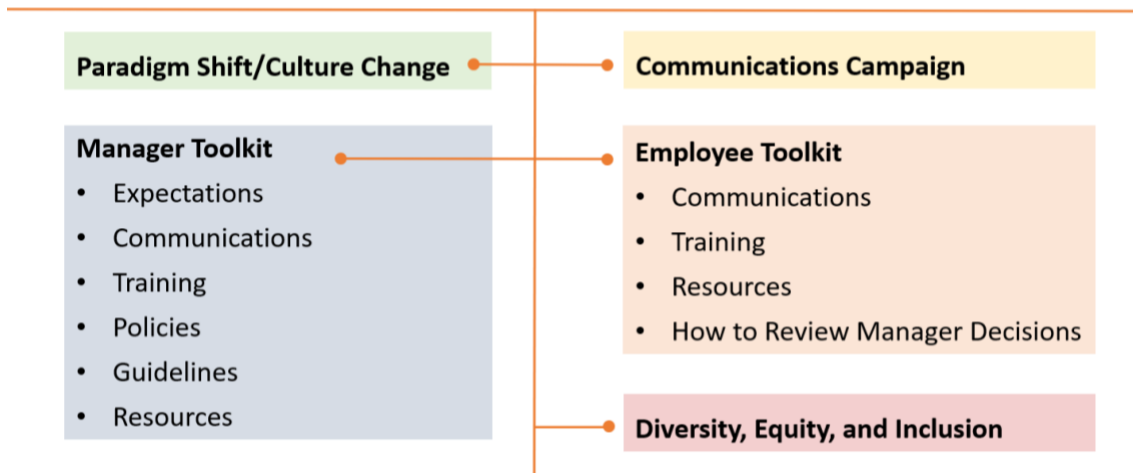 Paradigm Shift/Culture Change
Communications Campaign
Manager Toolkit
• Expectations
• Communications
• Training
• Policies
• Guidelines
• Resources
Employee Toolkit
• Communications
• Training
• Resources
• How to Review Manager Decisions
Diversity, Equity, and Inclusion